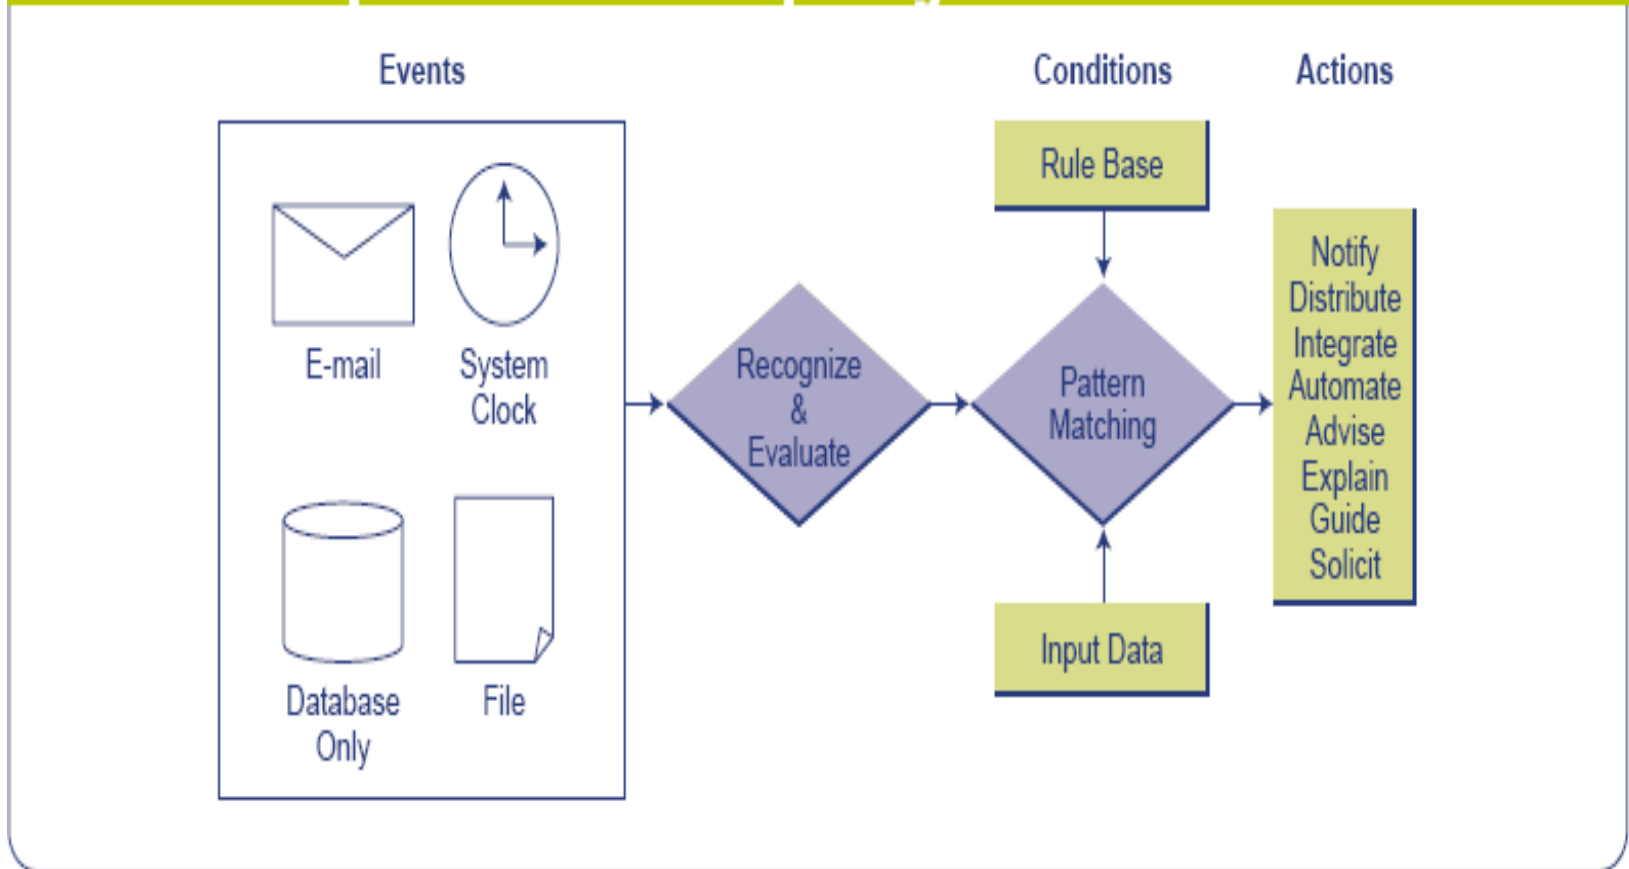 Events
Conditions
Actions
E-mail
System
Clock
Database
Only
File
Recognize
&
Evaluate
Rule Base
Pattern
Matching
Input Data
Notify
Distribute
Integrate
Automate
Advise
Explain
Guide
Solicit